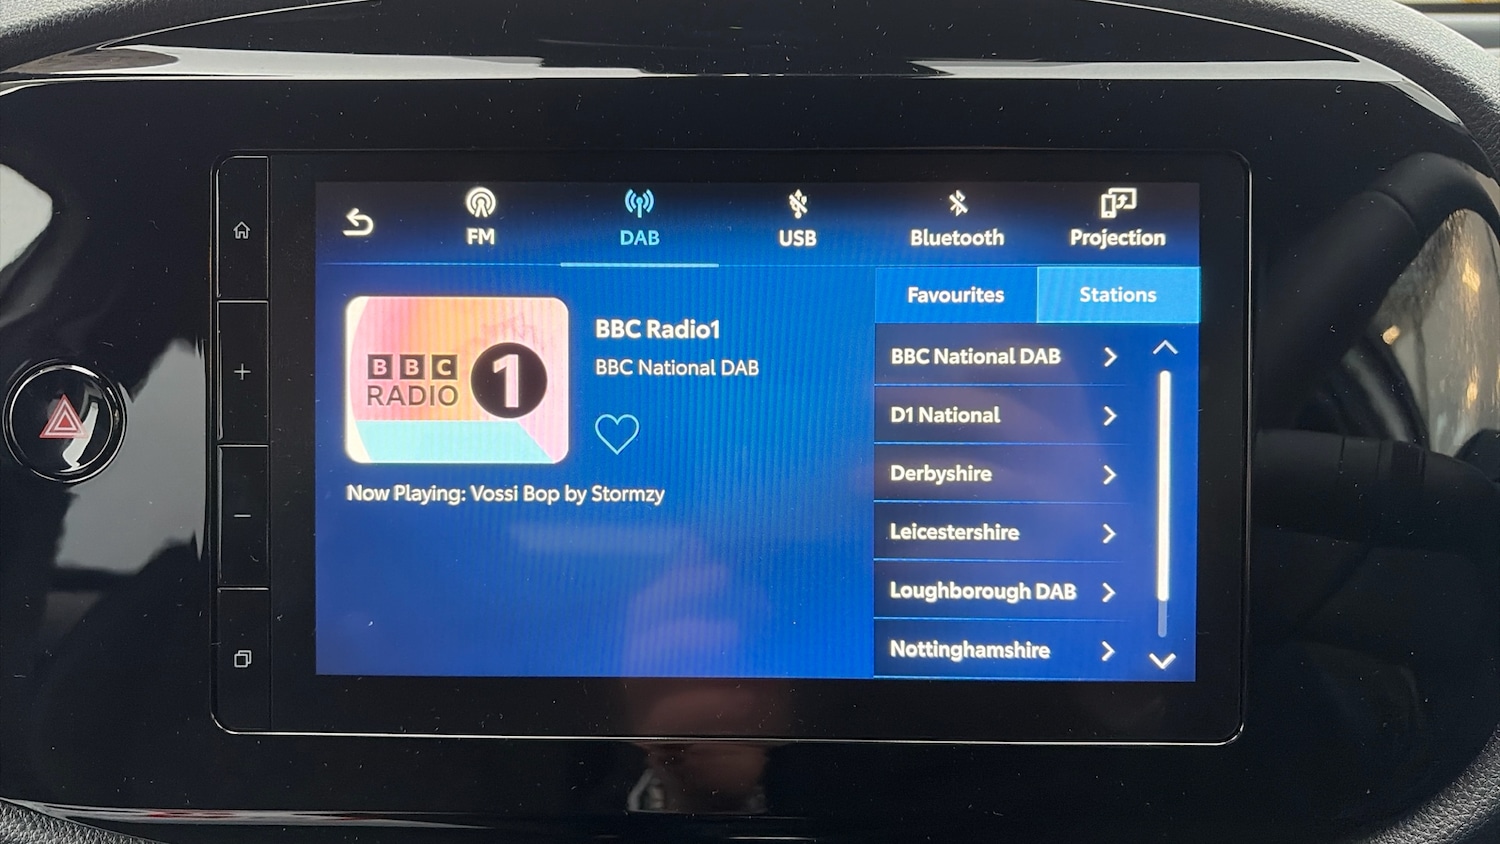 FM
DAB
USB
Bluetooth
Projection
Favourites
Stations
BBC RADIO 1
BBC Radio1
BBC National DAB
Now Playing: Vossi Bop by Stormzy
BBC National DAB
D1 National
Derbyshire
Leicestershire
Loughborough DAB
Nottinghamshire